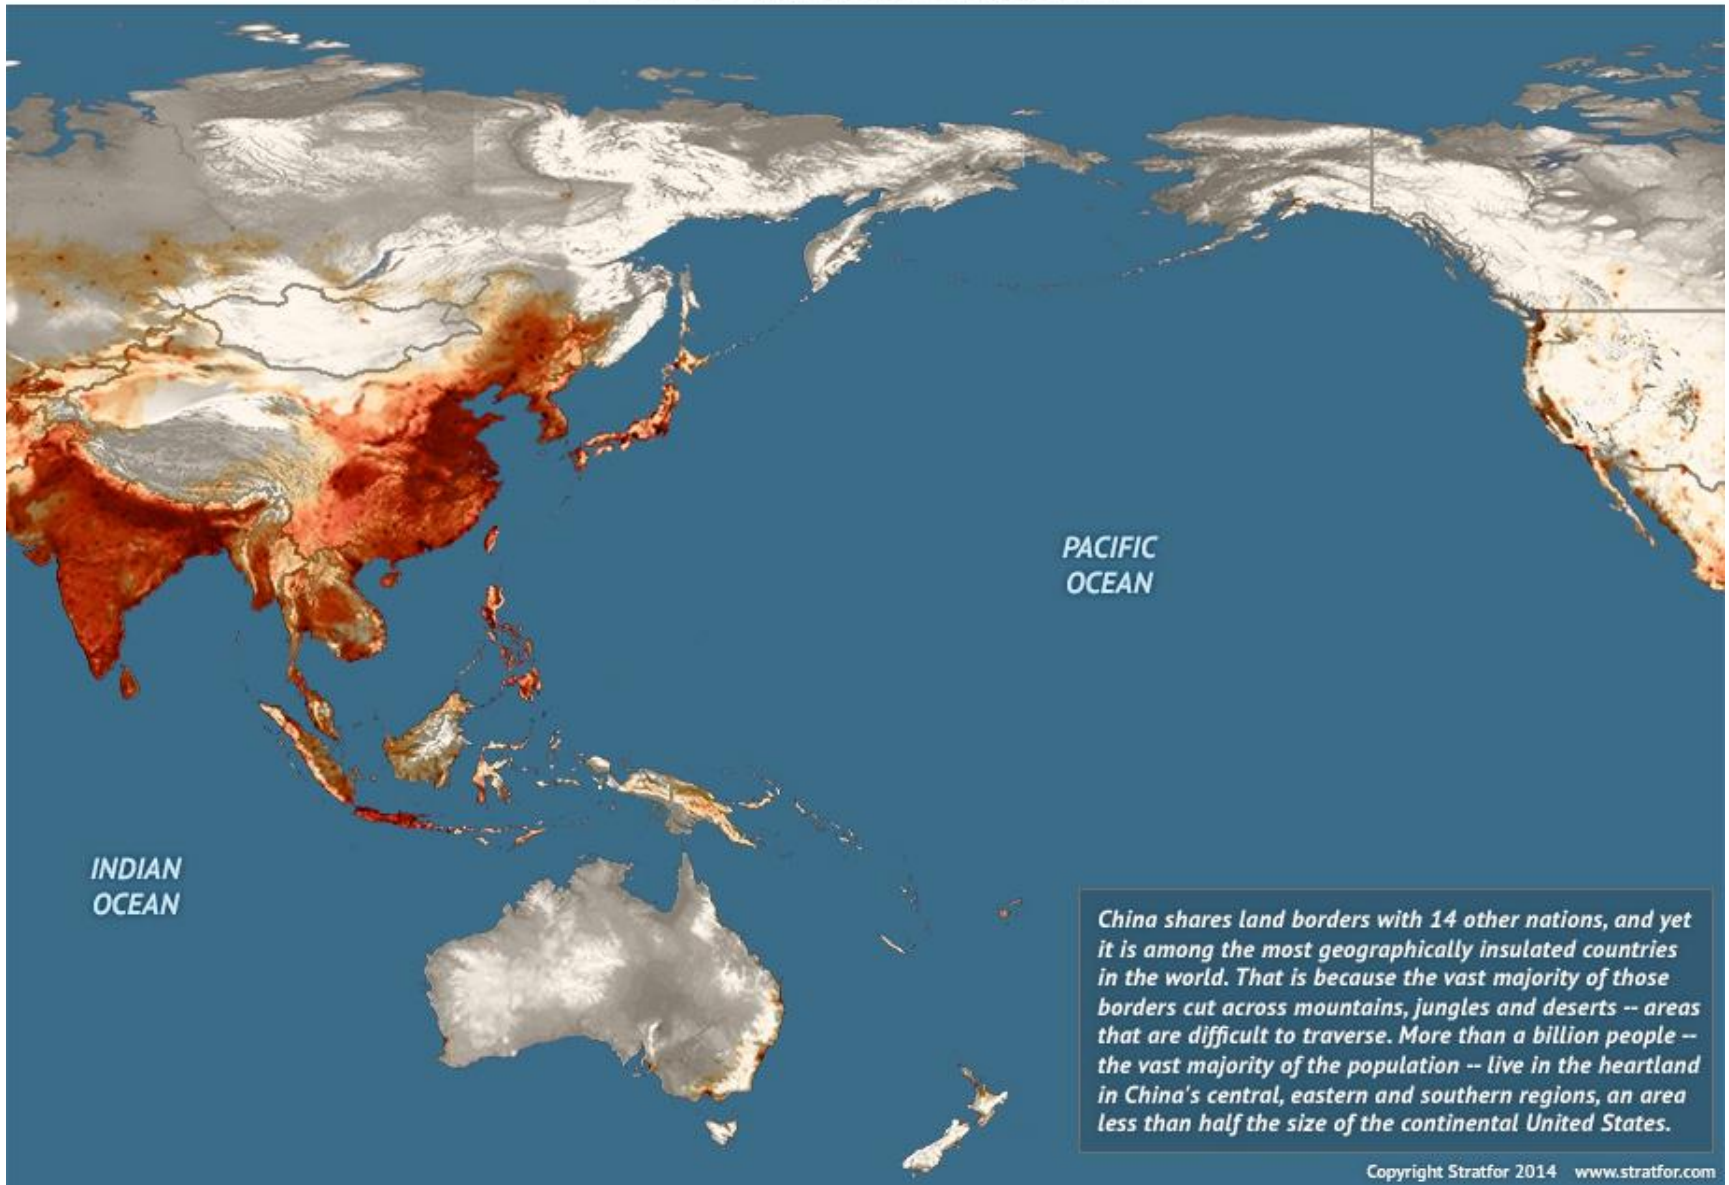 PACIFIC
OCEAN
INDIAN
OCEAN
China shares land borders with 14 other nations, and yet
it is among the most geographically insulated countries
in the world. That is because the vast majority of those
borders cut across mountains, jungles and deserts -- areas
that are difficult to traverse. More than a billion people --
the vast majority of the population -- live in the heartland
in China's central, eastern and southern regions, an area
less than half the size of the continental United States.
Copyright Stratfor 2014 www.stratfor.com